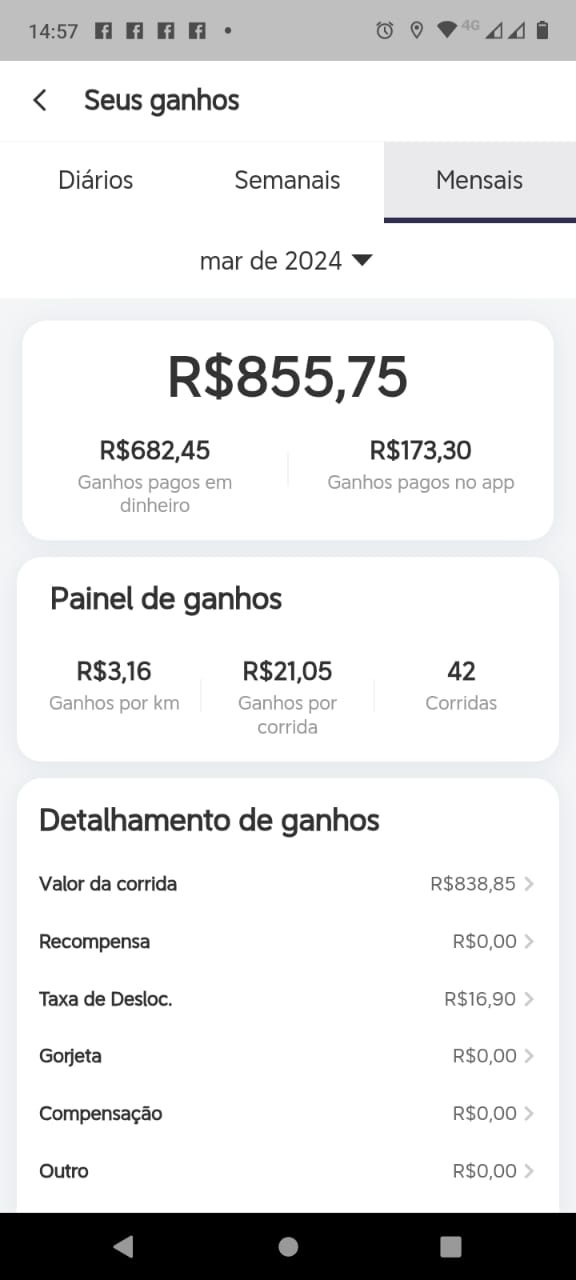 14:57
4G
Seus ganhos
Diários Semanais Mensais
mar de 2024
R$855,75
R$682,45 R$173,30
Ganhos pagos em dinheiro Ganhos pagos no app
Painel de ganhos
R$3,16 R$21,05 42
Ganhos por km Ganhos por corrida Corridas
Detalhamento de ganhos
Valor da corrida R$838,85
Recompensa R$0,00
Taxa de Desloc. R$16,90
Gorjeta R$0,00
Compensação R$0,00
Outro R$0,00